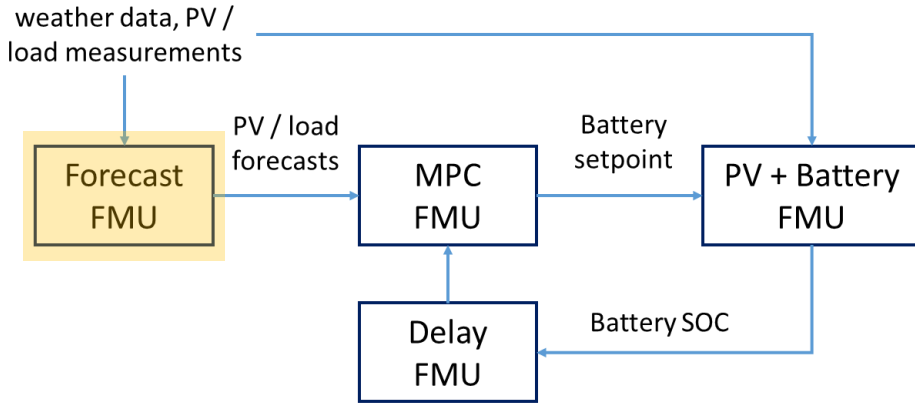 weather data, PV /
load measurements
PV / load
forecasts
Battery
setpoint
Forecast
FMU
MPC
FMU
PV + Battery
FMU
Delay
FMU
Battery SOC